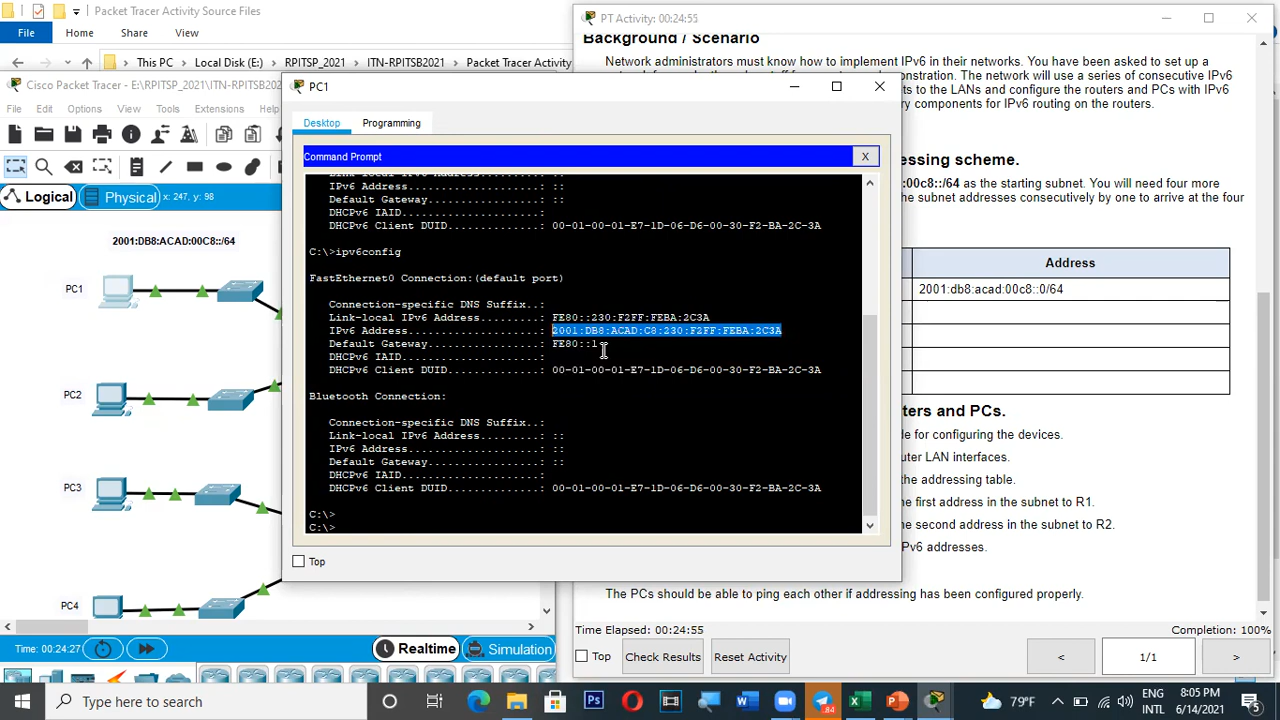 Packet Tracer Activity Source Files
File Home Share View
This PC > Local Disk (E:) > RPITSP_2021 > ITN-RPITSB2021 > Packet Tracer Activity
Cisco Packet Tracer - E:\RPITSP_2021\ITN-RPITSB202
File Edit Options View Tools Extensions
Logical Physical x: 247, y: 98
2001:DB8:ACAD:00C8::/64
PC1
PC2
PC3
PC4
Time: 00:24:27 Realtime Simulation
PC1
Desktop Programming
Command Prompt X
Link-local IPv6 Address.........: ::
IPv6 Address....................: ::
Default Gateway.................: ::
DHCPv6 IAID.....................:
DHCPv6 Client DUID..............: 00-01-00-01-E7-1D-06-D6-00-30-F2-BA-2C-3A
C:\>ipv6config
FastEthernet0 Connection:(default port)
Connection-specific DNS Suffix..:
Link-local IPv6 Address.........: FE80::230:F2FF:FEBA:2C3A
IPv6 Address....................: 2001:DB8:ACAD:C8:230:F2FF:FEBA:2C3A
Default Gateway.................: FE80::1
DHCPv6 IAID.....................:
DHCPv6 Client DUID..............: 00-01-00-01-E7-1D-06-D6-00-30-F2-BA-2C-3A
Bluetooth Connection:
Connection-specific DNS Suffix..:
Link-local IPv6 Address.........: ::
IPv6 Address....................: ::
Default Gateway.................: ::
DHCPv6 IAID.....................:
DHCPv6 Client DUID..............: 00-01-00-01-E7-1D-06-D6-00-30-F2-BA-2C-3A
C:\>
C:\>
Top
PT Activity: 00:24:55
Background / Scenario
Network administrators must know how to implement IPv6 in their networks. You have been asked to set up a
onstration. The network will use a series of consecutive IPv6
ts to the LANs and configure the routers and PCs with IPv6
ry components for IPv6 routing on the routers.
essing scheme.
:00c8::/64 as the starting subnet. You will need four more
the subnet addresses consecutively by one to arrive at the four
Address
2001:db8:acad:00c8::0/64
ters and PCs.
le for configuring the devices.
uter LAN interfaces.
the addressing table.
he first address in the subnet to R1.
he second address in the subnet to R2.
Pv6 addresses.
The PCs should be able to ping each other if addressing has been configured properly.
Time Elapsed: 00:24:55 Completion: 100%
Top Check Results Reset Activity < 1/1 >
Type here to search
84
79°F
ENG
INTL
8:05 PM
6/14/2021
5